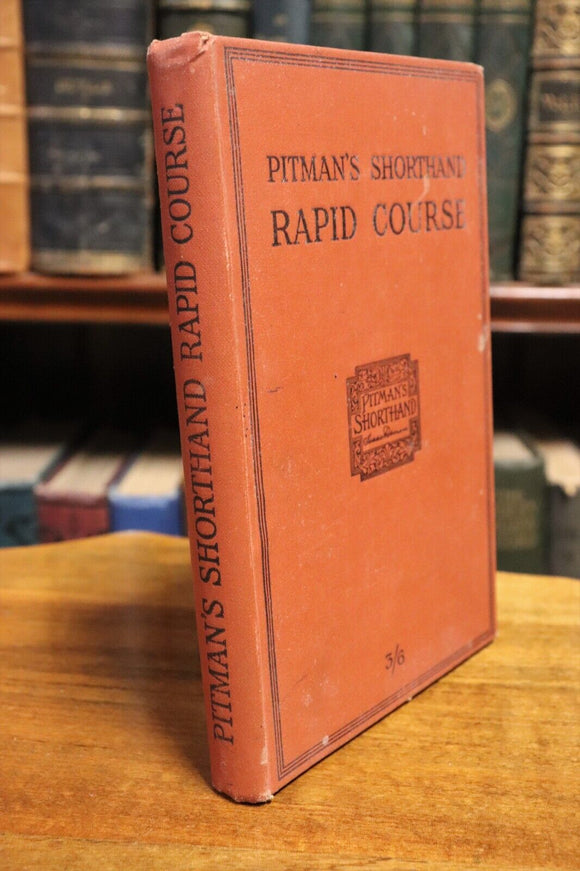 PITMAN'S SHORTHAND RAPID COURSE
PITMAN'S SHORTHAND
RAPID COURSE
PITMAN'S
SHORTHAND
3/6